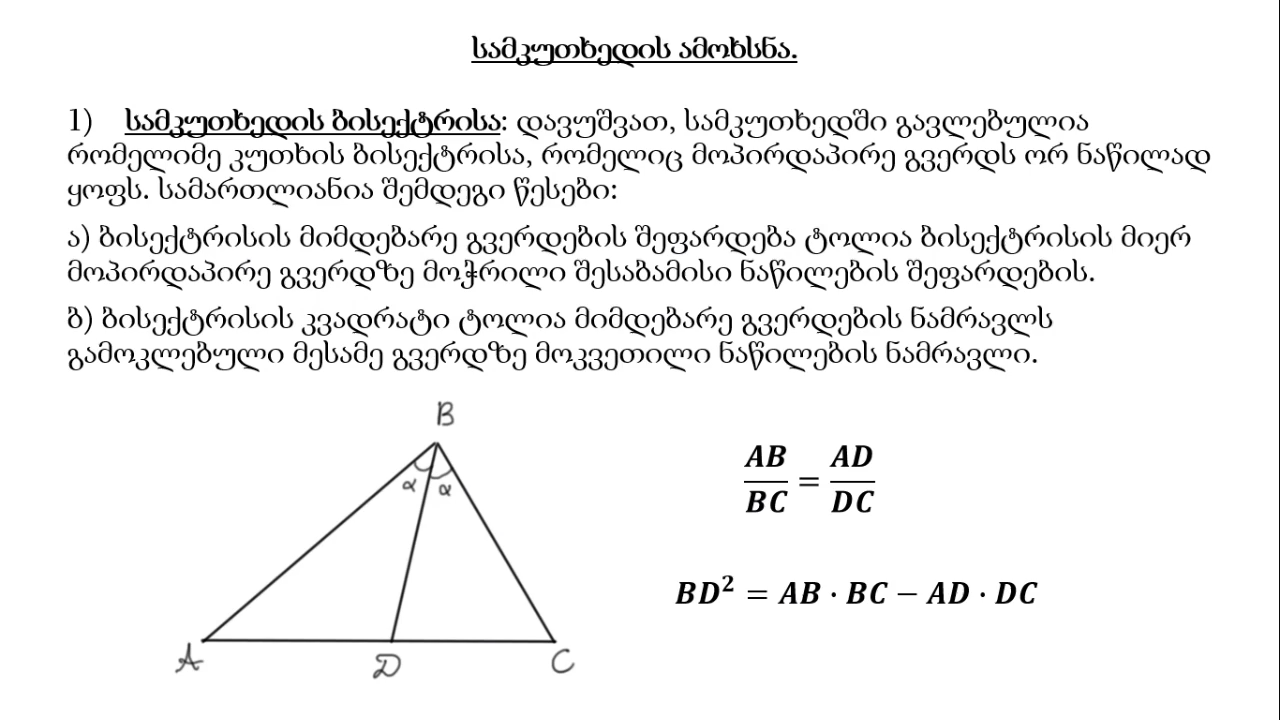 სამკუთხედის ამოხსნა.
1) სამკუთხედის ბისექტრისა: დავუშვათ, სამკუთხედში გავლებულია
რომელიმე კუთხის ბისექტრისა, რომელიც მოპირდაპირე გვერდს ორ ნაწილად
ყოფს. სამართლიანია შემდეგი წესები:
ა) ბისექტრისის მიმდებარე გვერდების შეფარდება ტოლია ბისექტრისის მიერ
მოპირდაპირე გვერდზე მოჭრილი შესაბამისი ნაწილების შეფარდების.
ბ) ბისექტრისის კვადრატი ტოლია მიმდებარე გვერდების ნამრავლს
გამოკლებული მესამე გვერდზე მოკვეთილი ნაწილების ნამრავლი.
B
α α
A D C
AB/BC = AD/DC
BD² = AB · BC − AD · DC